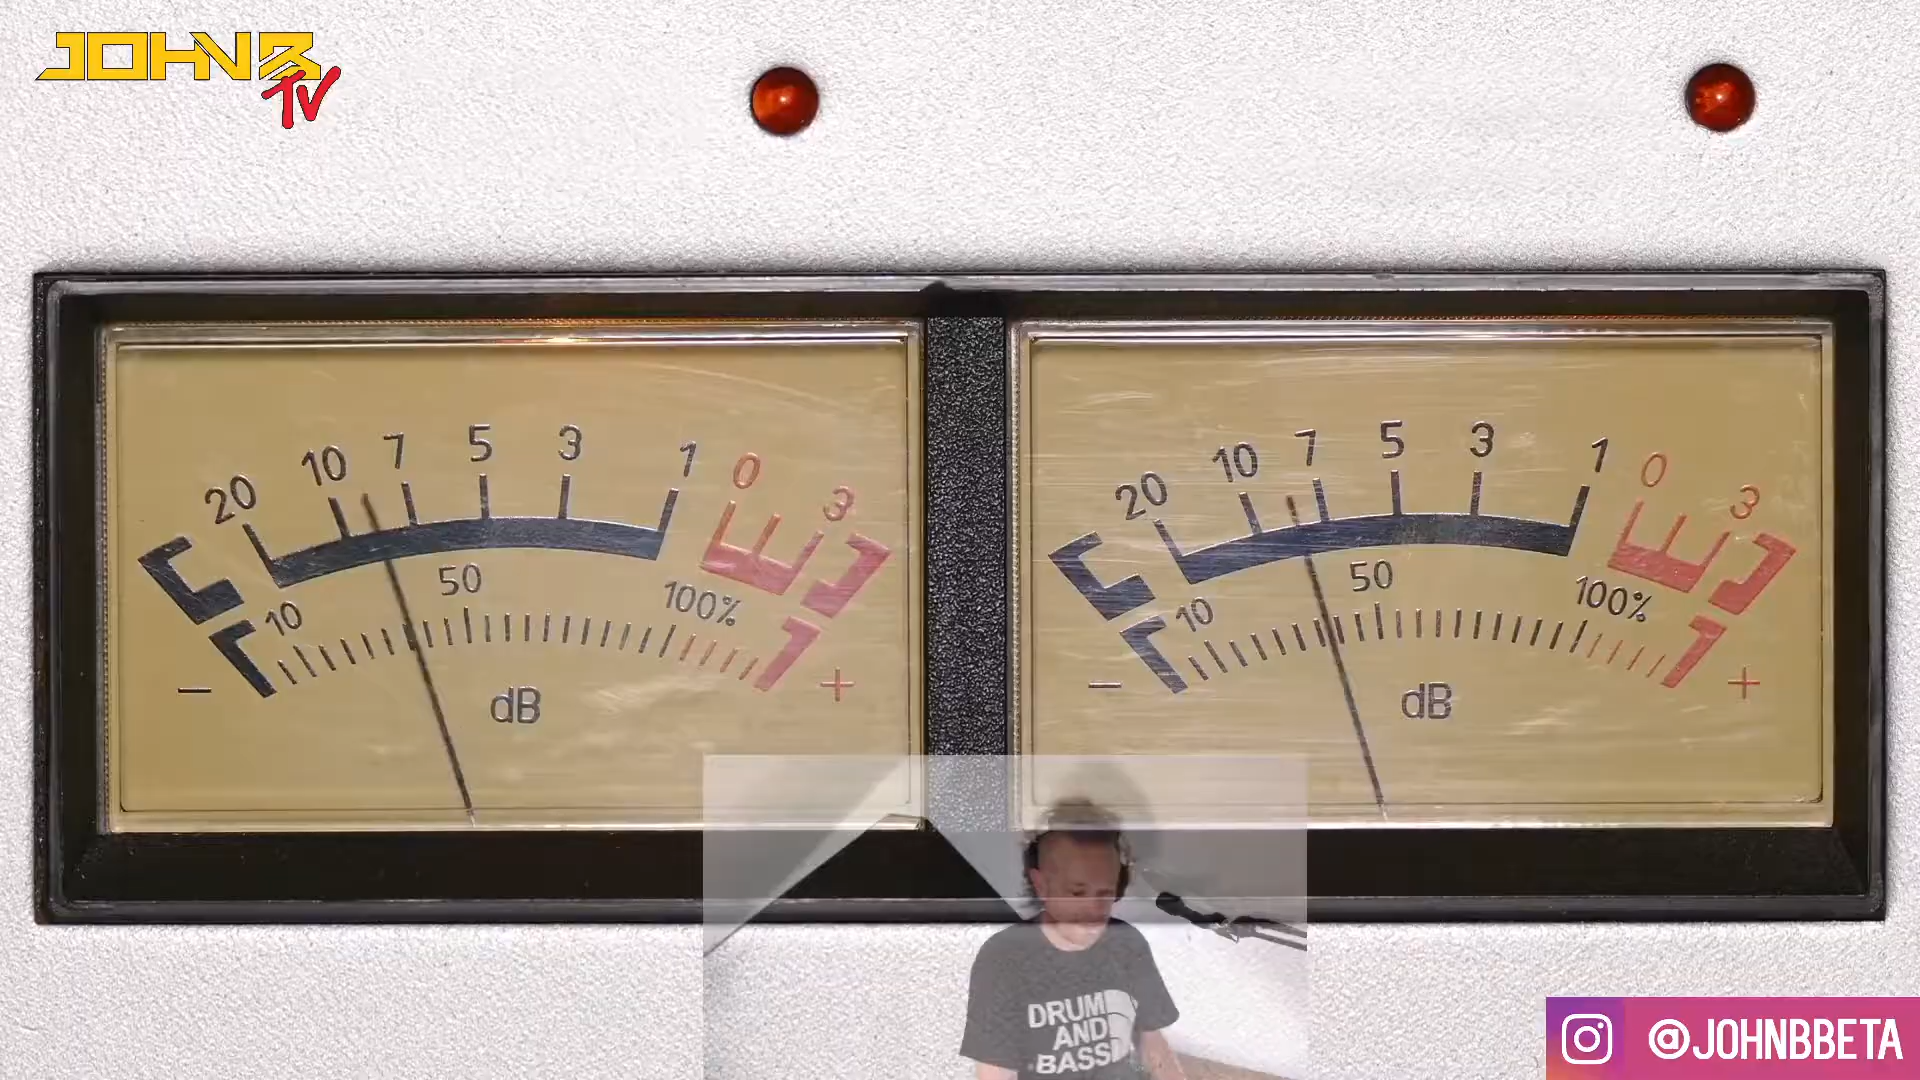 JOHN B
TV
20 10 7 5 3 1 0 3
10 50 100%
- dB +
20 10 7 5 3 1 0 3
10 50 100%
- dB +
DRUM
AND
BASS
@JOHNBBETA